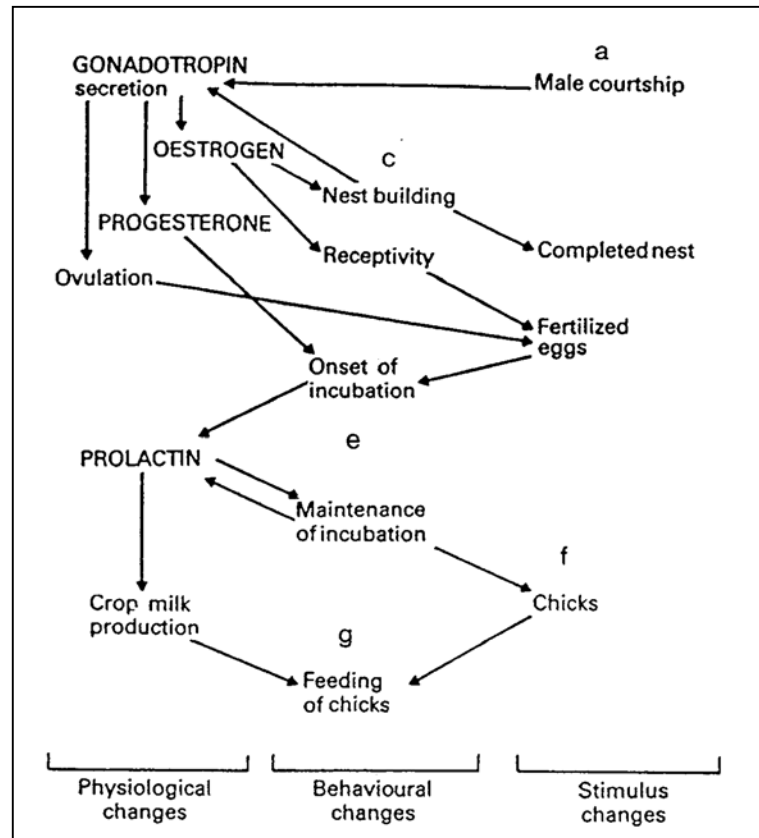 a
GONADOTROPIN
secretion
Male courtship
OESTROGEN
c
Nest building
PROGESTERONE
Receptivity
Completed nest
Ovulation
Fertilized
eggs
Onset of
incubation
e
PROLACTIN
Maintenance
of incubation
f
Crop milk
production
Chicks
g
Feeding
of chicks
Physiological
changes
Behavioural
changes
Stimulus
changes